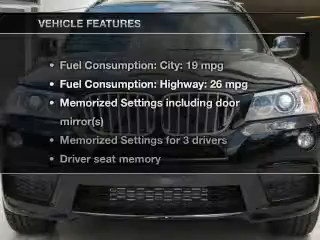 VEHICLE FEATURES
• Fuel Consumption: City: 19 mpg
• Fuel Consumption: Highway: 26 mpg
• Memorized Settings including door
mirror(s)
• Memorized Settings for 3 drivers
• Driver seat memory